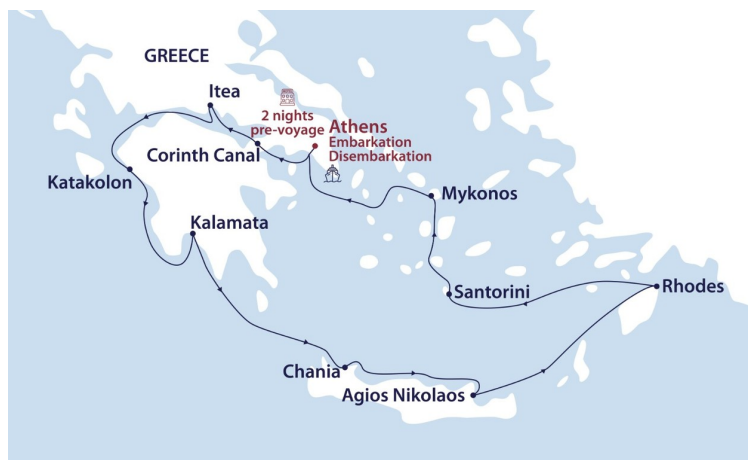 GREECE
Itea
2 nights
pre-voyage
Athens
Embarkation
Disembarkation
Corinth Canal
Katakolon
Mykonos
Kalamata
Santorini
Rhodes
Chania
Agios Nikolaos